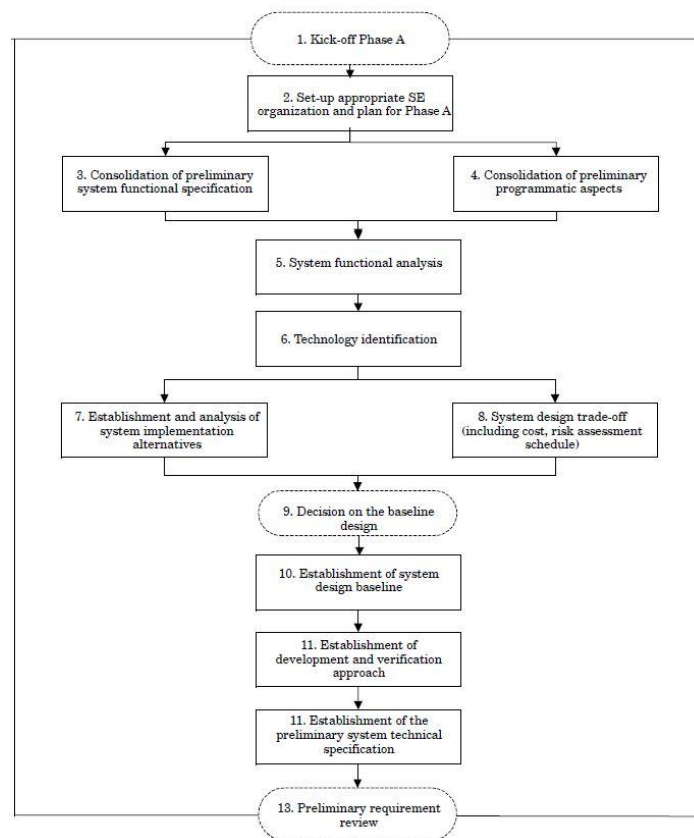 1. Kick-off Phase A
2. Set-up appropriate SE
organization and plan for Phase A
3. Consolidation of preliminary
system functional specification
4. Consolidation of preliminary
programmatic aspects
5. System functional analysis
6. Technology identification
7. Establishment and analysis of
system implementation
alternatives
8. System design trade-off
(including cost, risk assessment
schedule)
9. Decision on the baseline
design
10. Establishment of system
design baseline
11. Establishment of
development and verification
approach
11. Establishment of the
preliminary system technical
specification
13. Preliminary requirement
review